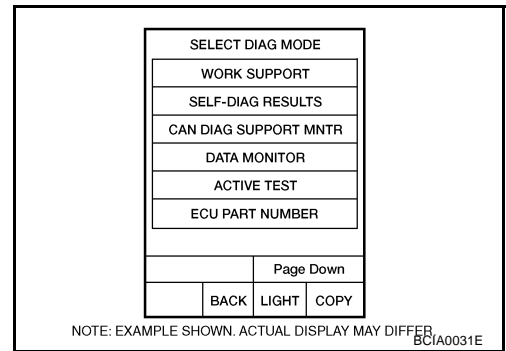 SELECT DIAG MODE
WORK SUPPORT
SELF-DIAG RESULTS
CAN DIAG SUPPORT MNTR
DATA MONITOR
ACTIVE TEST
ECU PART NUMBER
Page Down
BACK LIGHT COPY
NOTE: EXAMPLE SHOWN. ACTUAL DISPLAY MAY DIFFER.
BCIA0031E